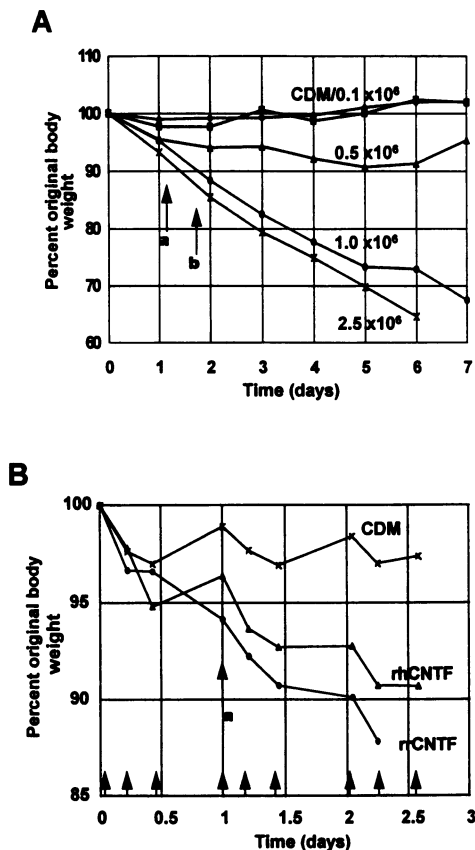 A
110
100
90
80
70
60
CDM/0.1 x10⁶
0.5 x10⁶
1.0 x10⁶
2.5 x10⁶
a
b
Percent original body
weight
0 1 2 3 4 5 6 7
Time (days)
B
100
95
90
85
CDM
rhCNTF
rrCNTF
Percent original body
weight
0 0.5 1 1.5 2 2.5 3
Time (days)